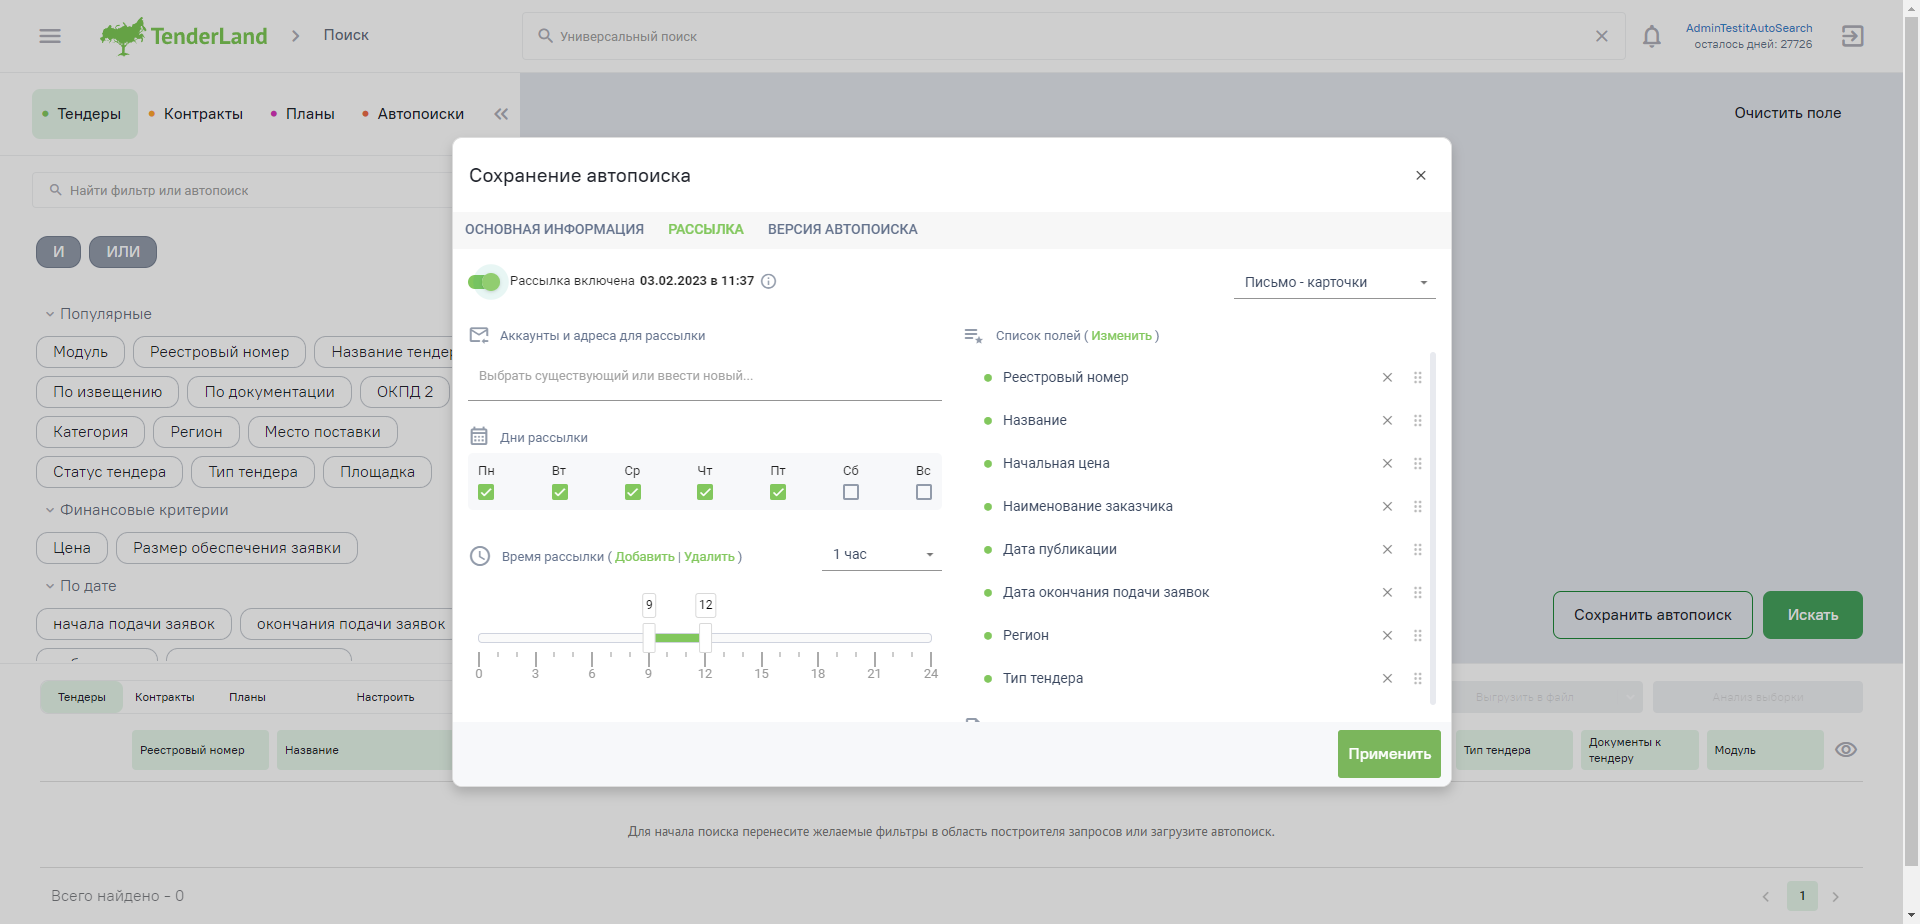 TenderLand
Поиск
Универсальный поиск
AdminTestitAutoSearch
осталось дней: 27726
Тендеры
Контракты
Планы
Автопоиски
Очистить поле
Найти фильтр или автопоиск
И
ИЛИ
Популярные
Модуль
Реестровый номер
Название тендер
По извещению
По документации
ОКПД 2
Категория
Регион
Место поставки
Статус тендера
Тип тендера
Площадка
Финансовые критерии
Цена
Размер обеспечения заявки
По дате
начала подачи заявок
окончания подачи заявок
Сохранение автопоиска
ОСНОВНАЯ ИНФОРМАЦИЯ
РАССЫЛКА
ВЕРСИЯ АВТОПОИСКА
Рассылка включена 03.02.2023 в 11:37
Письмо - карточки
Аккаунты и адреса для рассылки
Выбрать существующий или ввести новый...
Дни рассылки
Пн Вт Ср Чт Пт Сб Вс
Время рассылки ( Добавить | Удалить )
1 час
9 12
0 3 6 9 12 15 18 21 24
Список полей ( Изменить )
Реестровый номер
Название
Начальная цена
Наименование заказчика
Дата публикации
Дата окончания подачи заявок
Регион
Тип тендера
Применить
Сохранить автопоиск
Искать
Тендеры
Контракты
Планы
Настроить
Выгрузить в файл
Анализ выборки
Реестровый номер
Название
Тип тендера
Документы к
тендеру
Модуль
Для начала поиска перенесите желаемые фильтры в область построителя запросов или загрузите автопоиск.
Всего найдено - 0
1